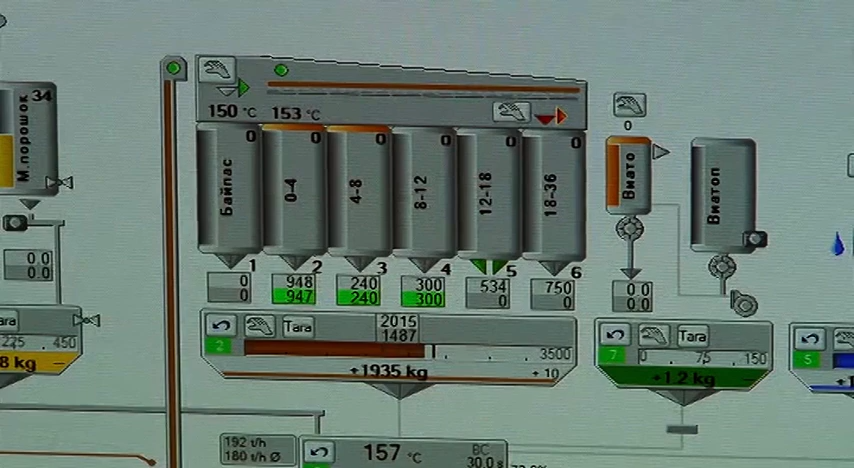 34
М.порошок
150 °C 153 °C
0 0 0 0 0 0
Байпас 0-4 4-8 8-12 12-18 18-36
0
Виато
Виатоп
1 2 3 4 5 6
0 948 240 300 534 750
0 947 240 300 0 0
0.0
0.0
0.0
0.0
ara
225 450
8 kg
Tara
2015
1487
2
3500
+1935 kg
+ 10
Tara
7
0 75 150
+1.2 kg
5
192 t/h
180 t/h Ø
157 °C
BC
30.0 s